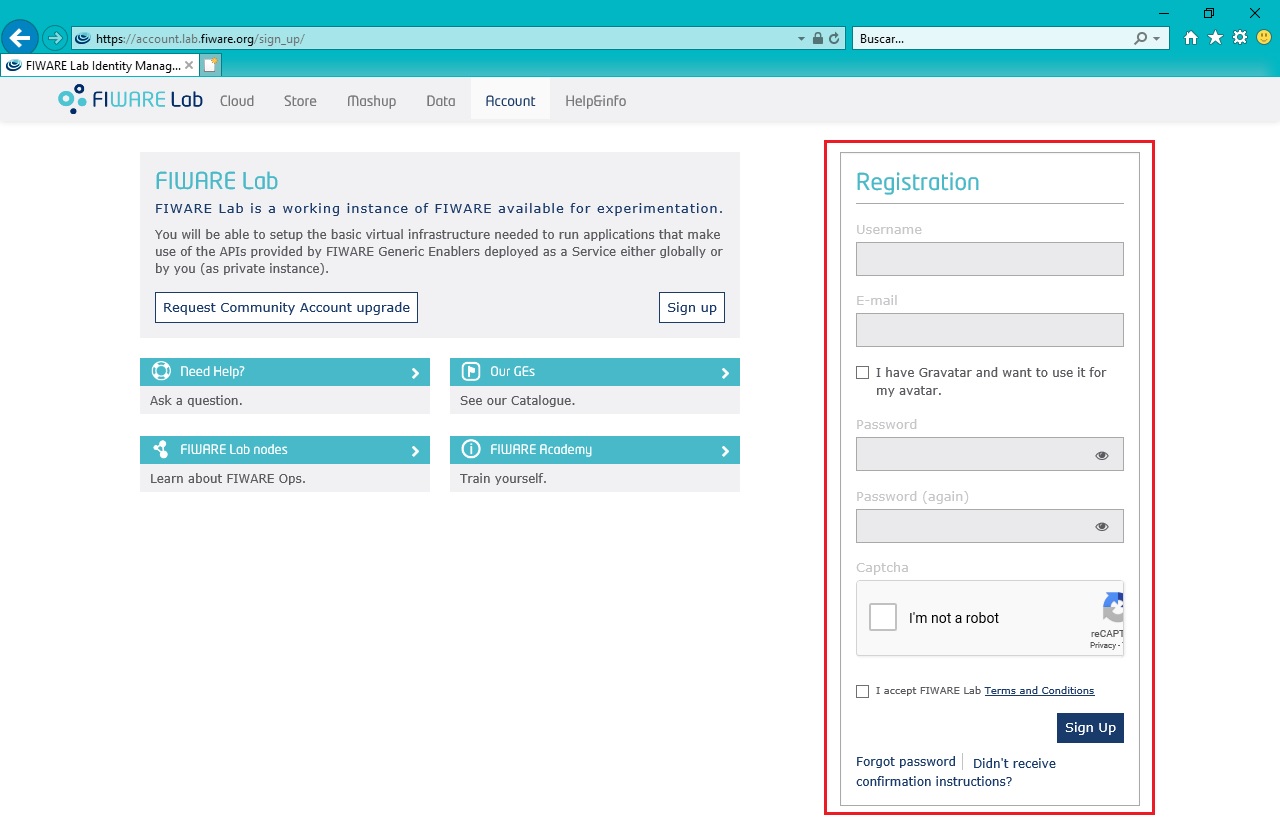 https://account.lab.fiware.org/sign_up/
Buscar...
FIWARE Lab Identity Manag...
FIWARE Lab
Cloud
Store
Mashup
Data
Account
Help&info
FIWARE Lab
FIWARE Lab is a working instance of FIWARE available for experimentation.
You will be able to setup the basic virtual infrastructure needed to run applications that make
use of the APIs provided by FIWARE Generic Enablers deployed as a Service either globally or
by you (as private instance).
Request Community Account upgrade
Sign up
Need Help?
Ask a question.
Our GEs
See our Catalogue.
FIWARE Lab nodes
Learn about FIWARE Ops.
FIWARE Academy
Train yourself.
Registration
Username
E-mail
I have Gravatar and want to use it for
my avatar.
Password
Password (again)
Captcha
I'm not a robot
reCAPT
Privacy -
I accept FIWARE Lab Terms and Conditions
Sign Up
Forgot password
Didn't receive
confirmation instructions?